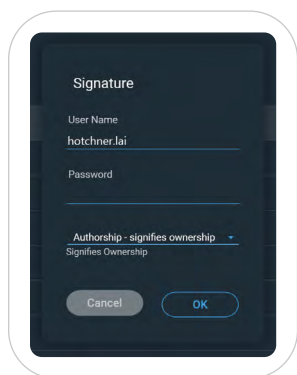 Signature
User Name
hotchner.lai
Password
Authorship - signifies ownership
Signifies Ownership
Cancel
OK